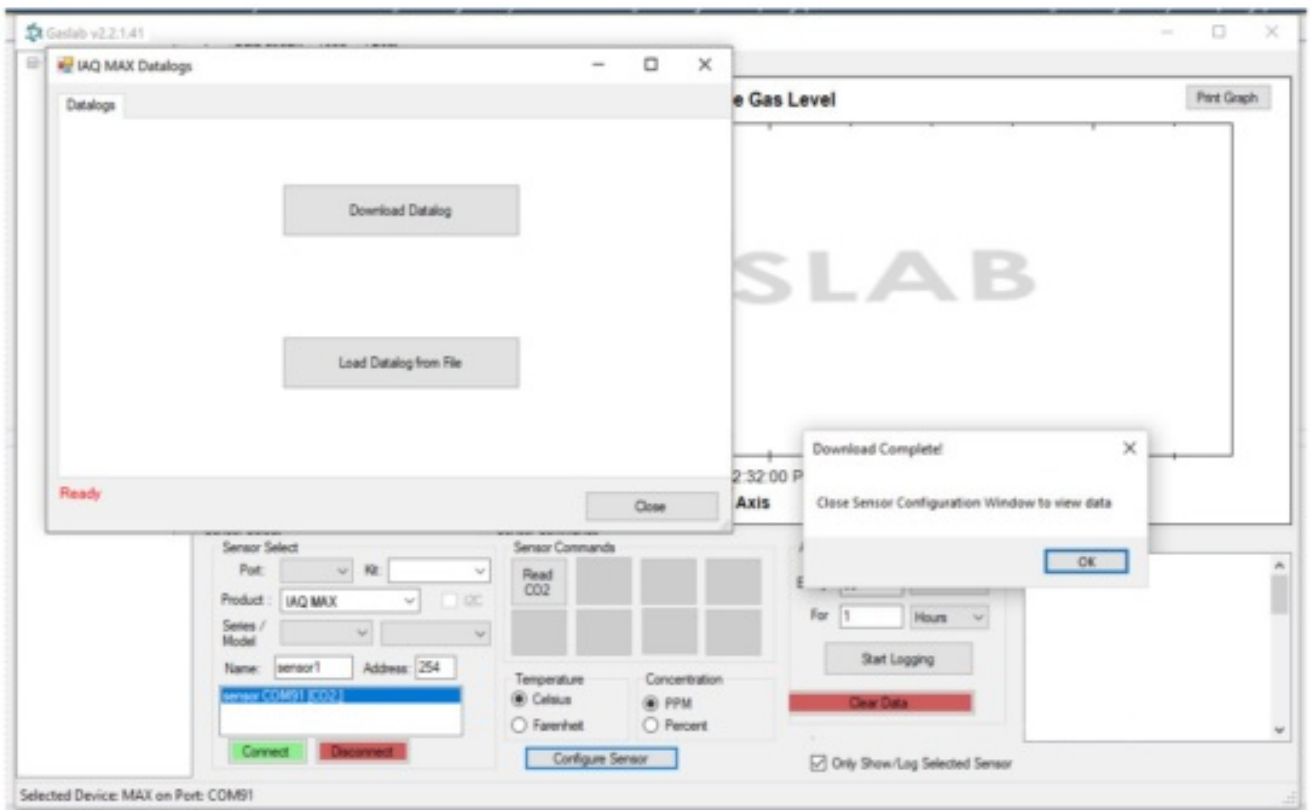 Gaslab v2.2.1.41
IAQ MAX Datalogs
Datalogs
Download Datalog
Load Datalog from File
Ready
Close
e Gas Level
Print Graph
SLAB
2:32:00 P
Axis
Download Complete!
Close Sensor Configuration Window to view data
OK
Sensor Select
Port:
Kit:
Product :
IAQ MAX
I2C
Series /
Model
Name:
sensor1
Address:
254
sensor COM91 [CO2 ]
Connect
Disconnect
Sensor Commands
Read
CO2
Temperature
Celsius
Farenheit
Concentration
PPM
Percent
Configure Sensor
For
1
Hours
Start Logging
Clear Data
Only Show/Log Selected Sensor
Selected Device: MAX on Port: COM91